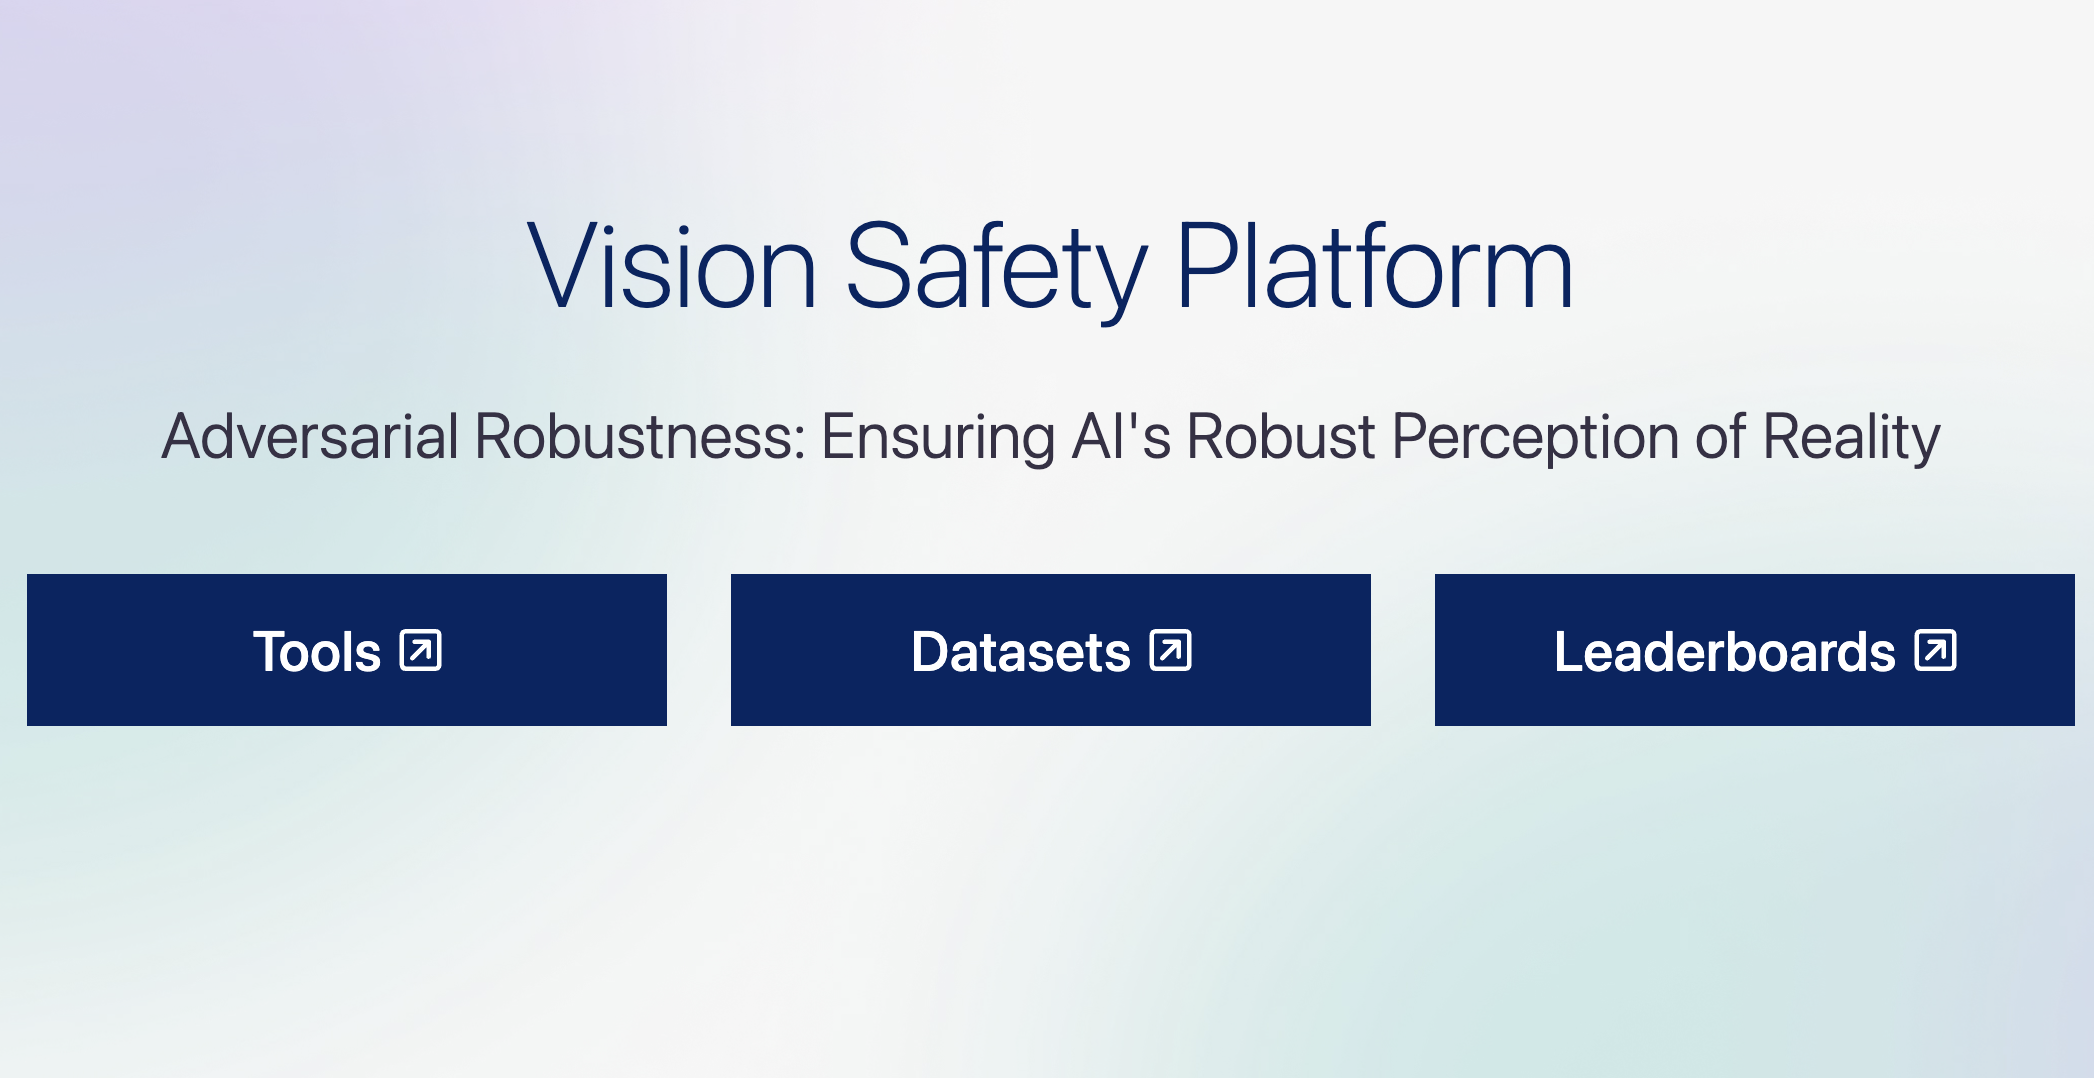 Vision Safety Platform
Adversarial Robustness: Ensuring AI's Robust Perception of Reality
Tools
Datasets
Leaderboards